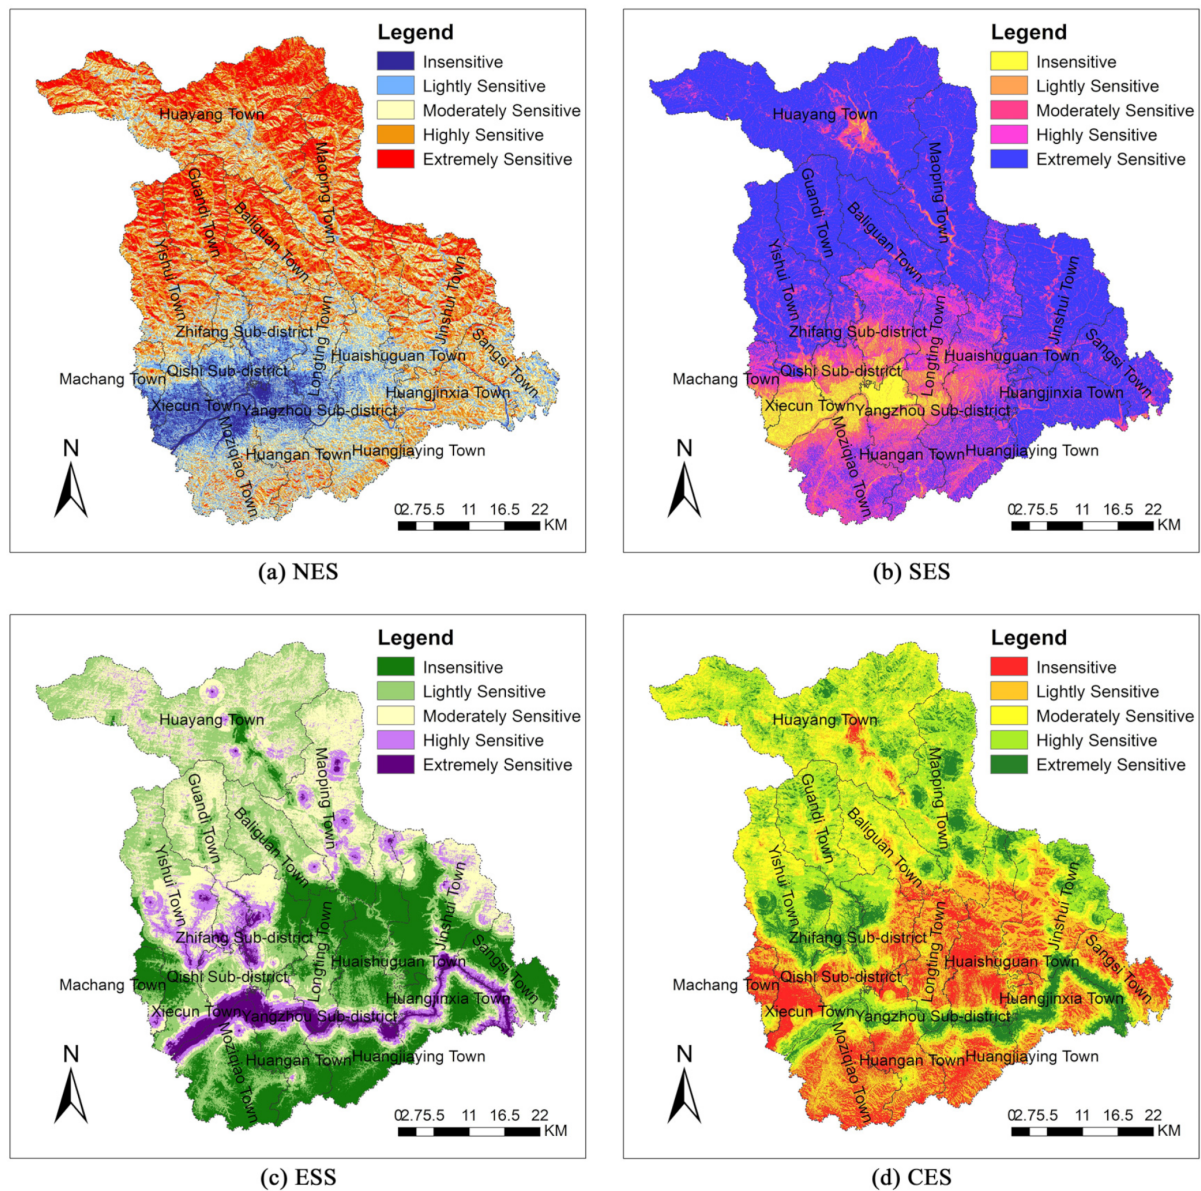 Legend
Insensitive
Lightly Sensitive
Moderately Sensitive
Highly Sensitive
Extremely Sensitive
Huayang Town
Maoping Town
Guandi Town
Baliguan Town
Yishui Town
Jinshui Town
Zhifang Sub-district
Longting Town
Huaishuguan Town
Sangsi Town
Qishi Sub-district
Machang Town
Huangjinxia Town
Xiecun Town
Yangzhou Sub-district
Moziqiao Town
Huangan Town
Huangjiaying Town
N
02.755.5 11 16.5 22
KM
(a) NES
Legend
Insensitive
Lightly Sensitive
Moderately Sensitive
Highly Sensitive
Extremely Sensitive
Huayang Town
Maoping Town
Guandi Town
Baliguan Town
Yishui Town
Jinshui Town
Zhifang Sub-district
Longting Town
Huaishuguan Town
Sangsi Town
Qishi Sub-district
Machang Town
Huangjinxia Town
Xiecun Town
Yangzhou Sub-district
Moziqiao Town
Huangan Town
Huangjiaying Town
N
02.755.5 11 16.5 22
KM
(b) SES
Legend
Insensitive
Lightly Sensitive
Moderately Sensitive
Highly Sensitive
Extremely Sensitive
Huayang Town
Maoping Town
Guandi Town
Baliguan Town
Yishui Town
Jinshui Town
Zhifang Sub-district
Longting Town
Huaishuguan Town
Sangsi Town
Qishi Sub-district
Machang Town
Huangjinxia Town
Xiecun Town
Yangzhou Sub-district
Moziqiao Town
Huangan Town
Huangjiaying Town
N
02.755.5 11 16.5 22
KM
(c) ESS
Legend
Insensitive
Lightly Sensitive
Moderately Sensitive
Highly Sensitive
Extremely Sensitive
Huayang Town
Maoping Town
Guandi Town
Baliguan Town
Yishui Town
Jinshui Town
Zhifang Sub-district
Longting Town
Huaishuguan Town
Sangsi Town
Qishi Sub-district
Machang Town
Huangjinxia Town
Xiecun Town
Yangzhou Sub-district
Moziqiao Town
Huangan Town
Huangjiaying Town
N
02.755.5 11 16.5 22
KM
(d) CES